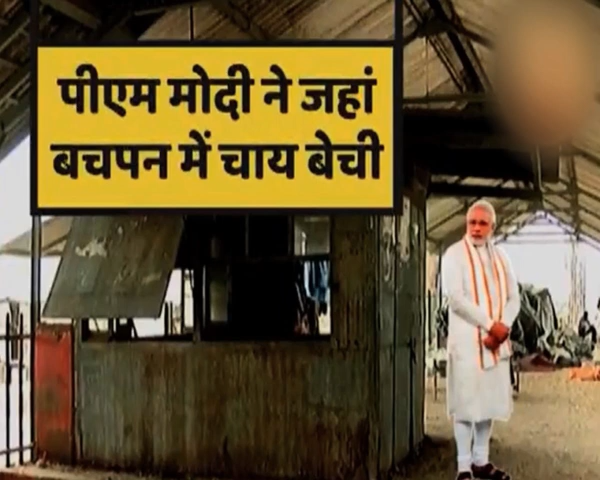 पीएम मोदी ने जहां
बचपन में चाय बेची